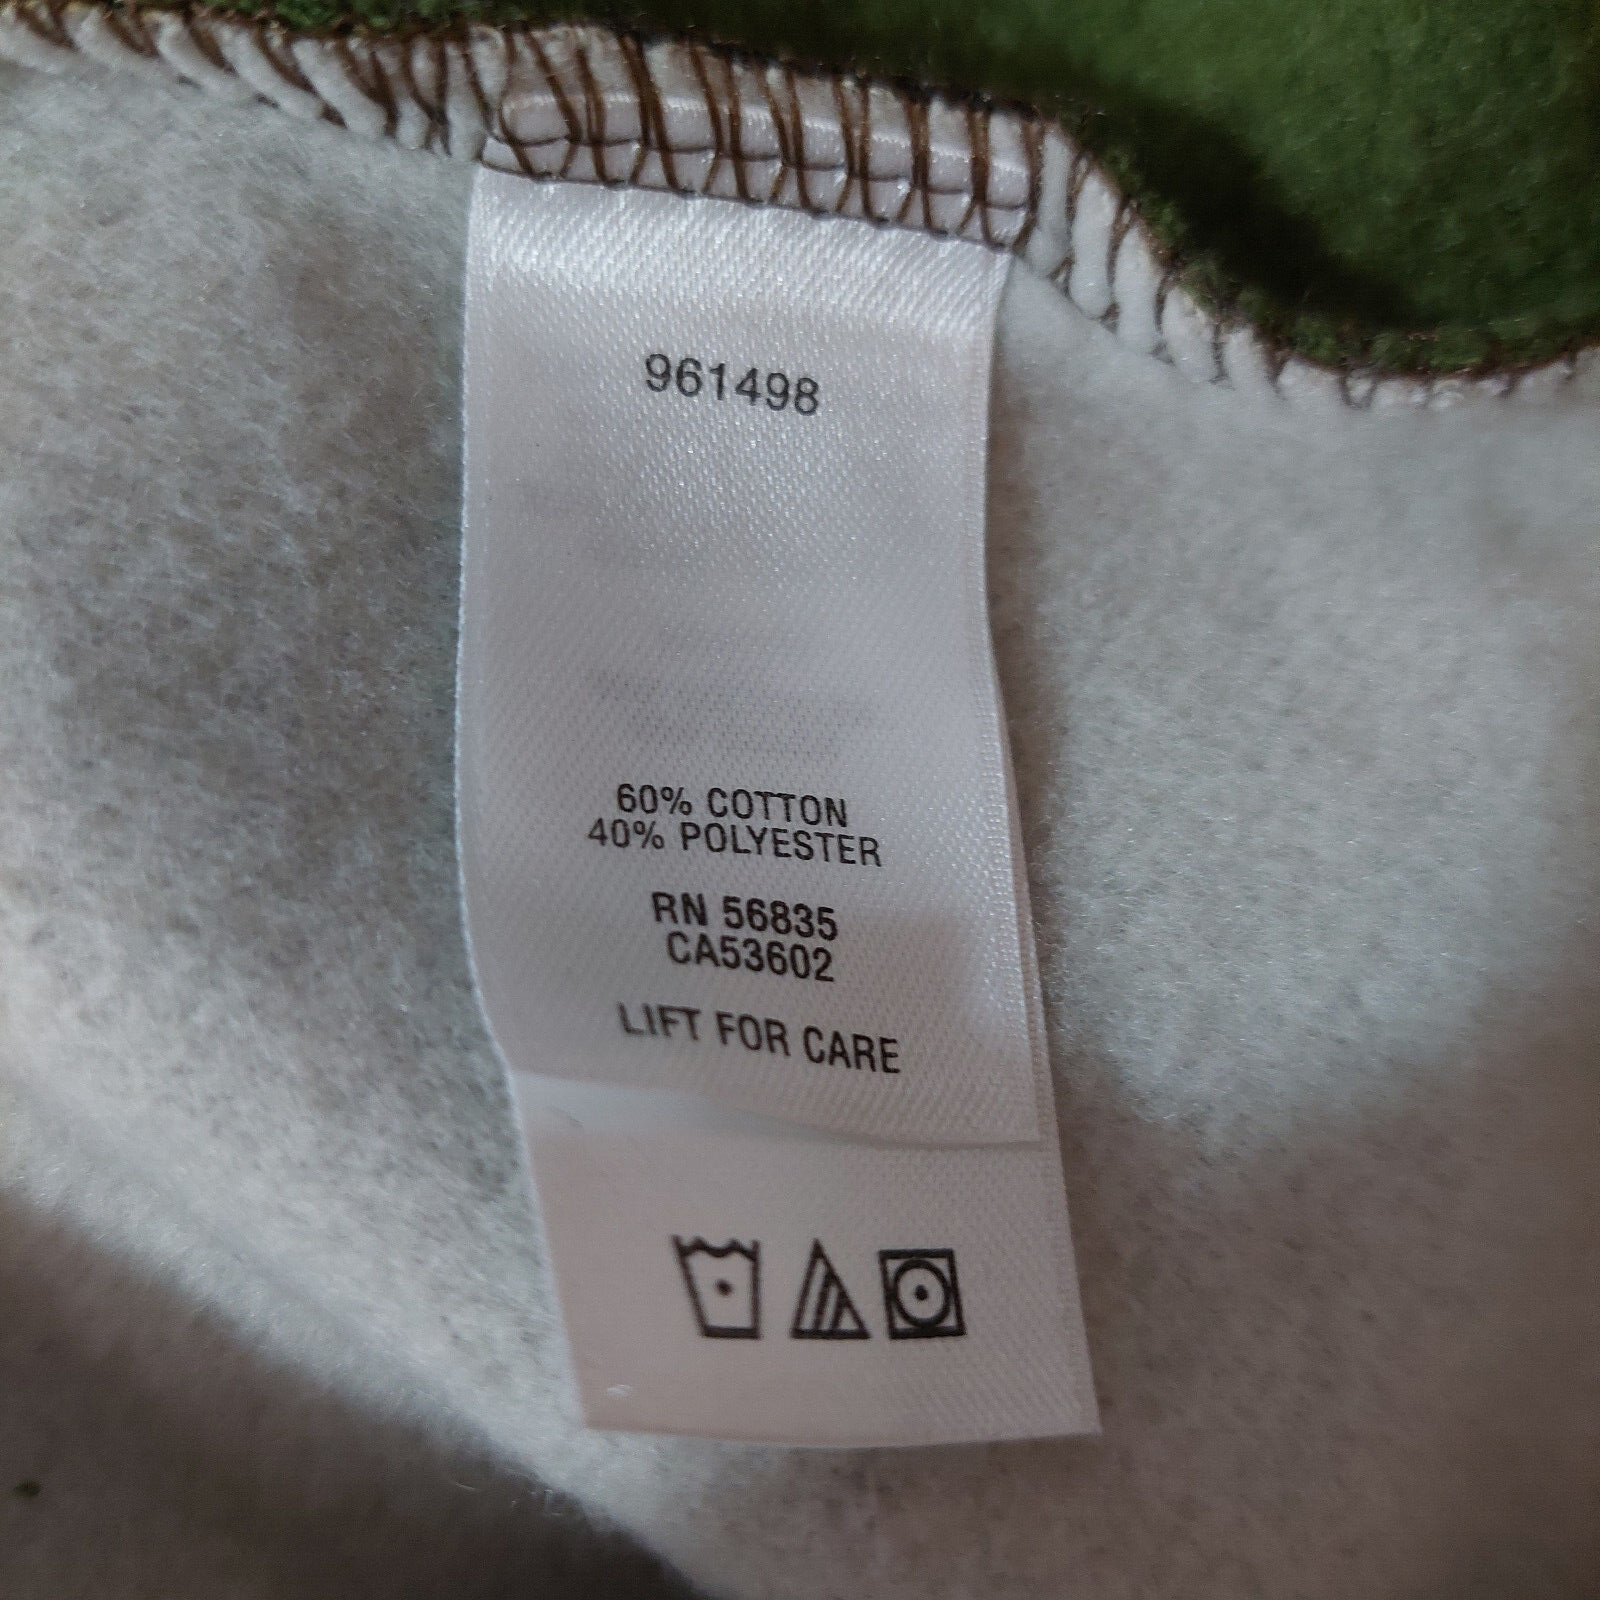 961498
60% COTTON
40% POLYESTER
RN 56835
CA53602
LIFT FOR CARE